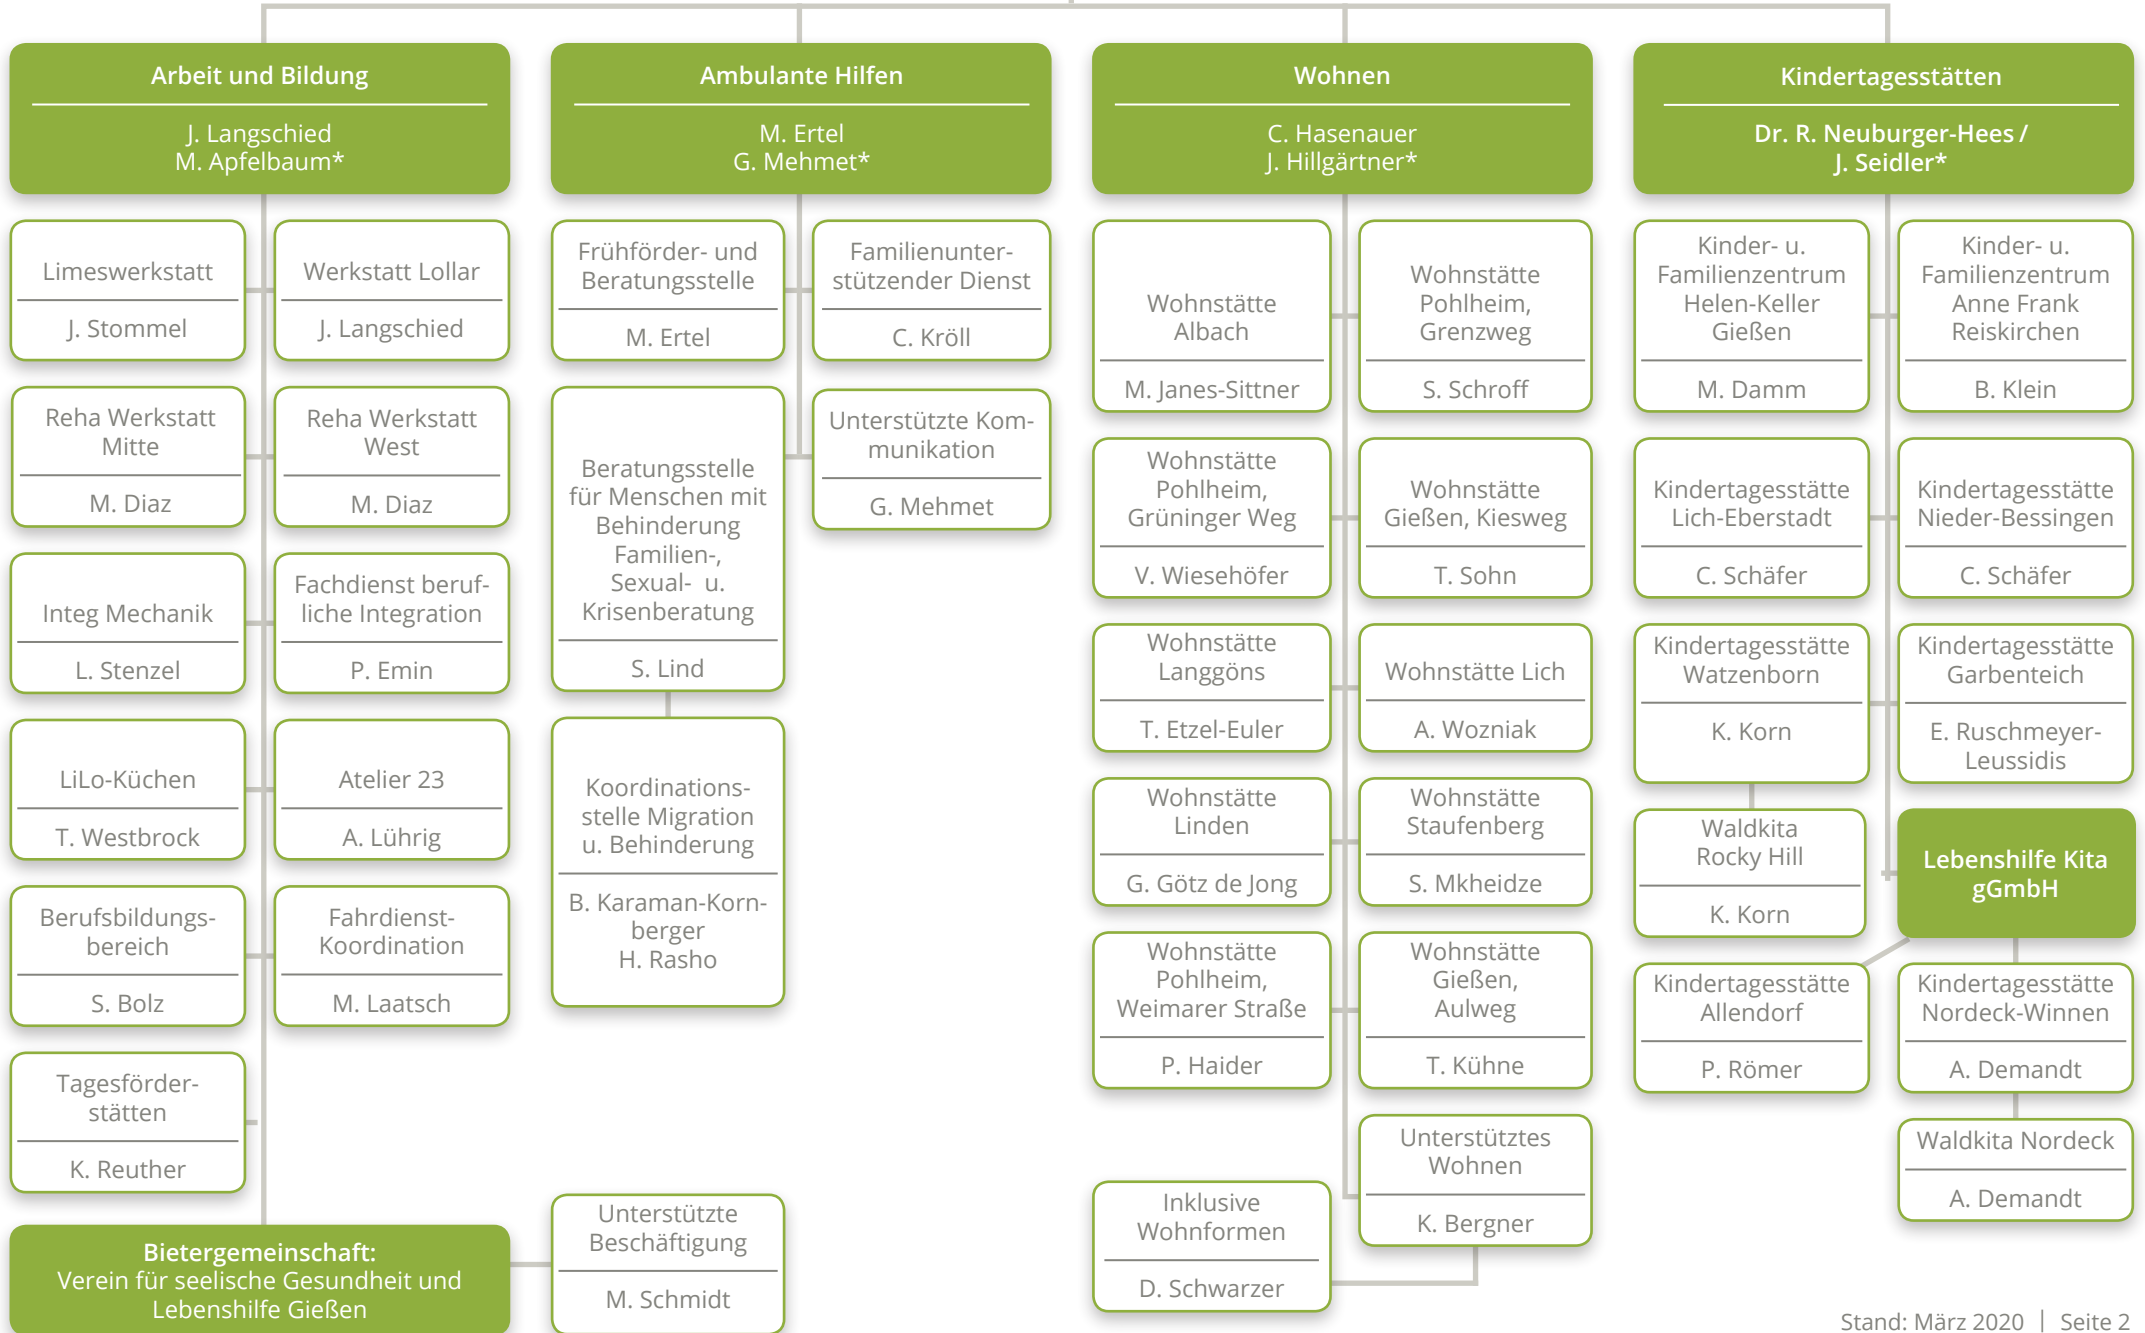 Arbeit und Bildung
J. Langschied
M. Apfelbaum*
Limeswerkstatt
J. Stommel
Werkstatt Lollar
J. Langschied
Reha Werkstatt
Mitte
M. Diaz
Reha Werkstatt
West
M. Diaz
Integ Mechanik
L. Stenzel
Fachdienst beruf-
liche Integration
P. Emin
LiLo-Küchen
T. Westbrock
Atelier 23
A. Lührig
Berufsbildungs-
bereich
S. Bolz
Fahrdienst-
Koordination
M. Laatsch
Tagesförder-
stätten
K. Reuther
Bietergemeinschaft:
Verein für seelische Gesundheit und
Lebenshilfe Gießen
Unterstützte
Beschäftigung
M. Schmidt
Ambulante Hilfen
M. Ertel
G. Mehmet*
Frühförder- und
Beratungsstelle
M. Ertel
Familienunter-
stützender Dienst
C. Kröll
Beratungsstelle
für Menschen mit
Behinderung
Familien-,
Sexual- u.
Krisenberatung
S. Lind
Unterstützte Kom-
munikation
G. Mehmet
Koordinations-
stelle Migration
u. Behinderung
B. Karaman-Korn-
berger
H. Rasho
Wohnen
C. Hasenauer
J. Hillgärtner*
Wohnstätte
Albach
M. Janes-Sittner
Wohnstätte
Pohlheim,
Grenzweg
S. Schroff
Wohnstätte
Pohlheim,
Grüninger Weg
V. Wiesehöfer
Wohnstätte
Gießen, Kiesweg
T. Sohn
Wohnstätte
Langgöns
T. Etzel-Euler
Wohnstätte Lich
A. Wozniak
Wohnstätte
Linden
G. Götz de Jong
Wohnstätte
Staufenberg
S. Mkheidze
Wohnstätte
Pohlheim,
Weimarer Straße
P. Haider
Wohnstätte
Gießen,
Aulweg
T. Kühne
Unterstütztes
Wohnen
K. Bergner
Inklusive
Wohnformen
D. Schwarzer
Kindertagesstätten
Dr. R. Neuburger-Hees /
J. Seidler*
Kinder- u.
Familienzentrum
Helen-Keller
Gießen
M. Damm
Kinder- u.
Familienzentrum
Anne Frank
Reiskirchen
B. Klein
Kindertagesstätte
Lich-Eberstadt
C. Schäfer
Kindertagesstätte
Nieder-Bessingen
C. Schäfer
Kindertagesstätte
Watzenborn
K. Korn
Kindertagesstätte
Garbenteich
E. Ruschmeyer-
Leussidis
Waldkita
Rocky Hill
K. Korn
Lebenshilfe Kita
gGmbH
Kindertagesstätte
Allendorf
P. Römer
Kindertagesstätte
Nordeck-Winnen
A. Demandt
Waldkita Nordeck
A. Demandt
Stand: März 2020 | Seite 2